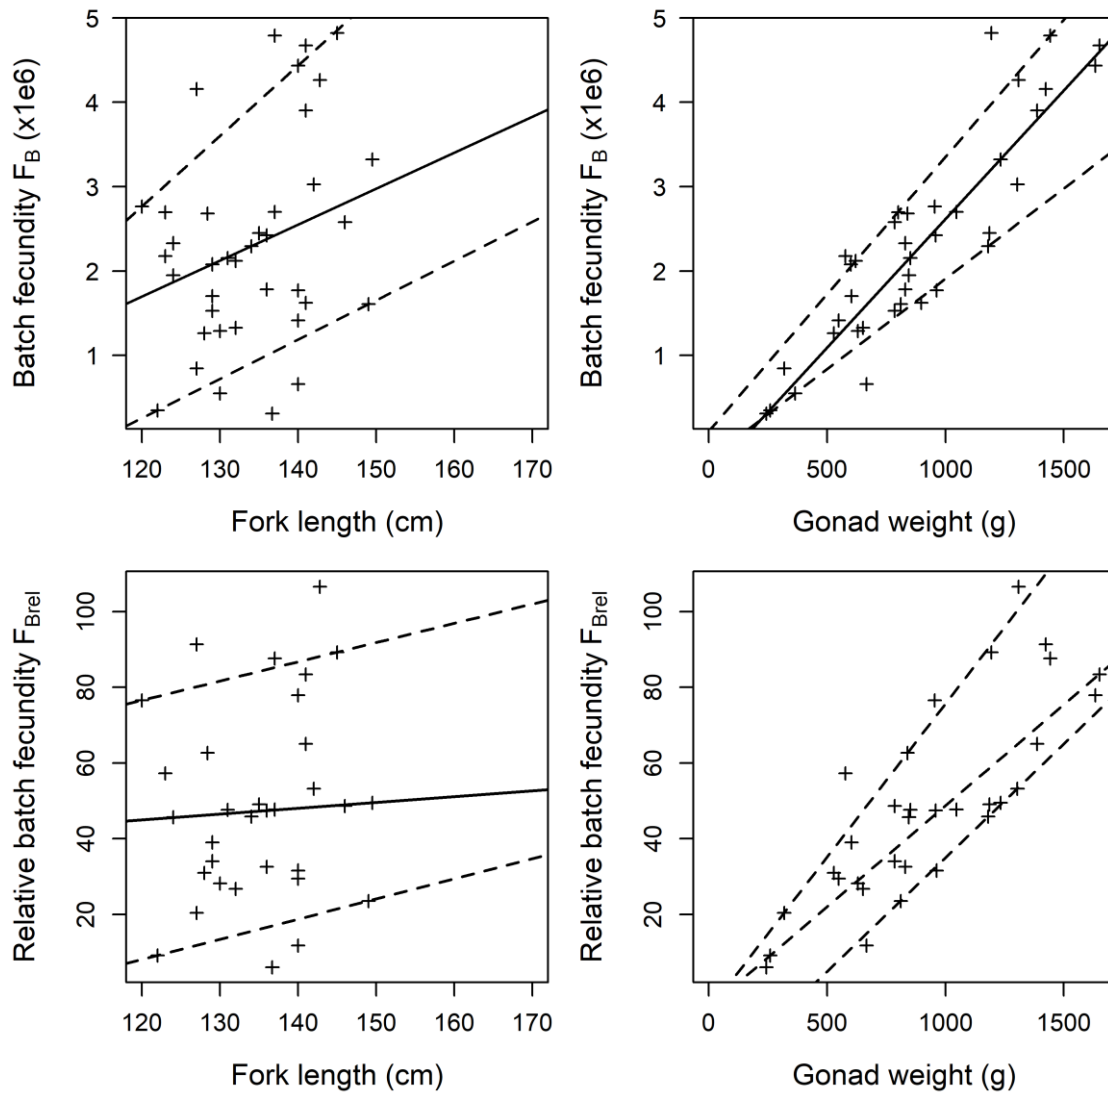 5
4
3
2
1
Batch fecundity F_B (x1e6)
120 130 140 150 160 170
Fork length (cm)
5
4
3
2
1
Batch fecundity F_B (x1e6)
0 500 1000 1500
Gonad weight (g)
100
80
60
40
20
Relative batch fecundity F_Brel
120 130 140 150 160 170
Fork length (cm)
100
80
60
40
20
Relative batch fecundity F_Brel
0 500 1000 1500
Gonad weight (g)